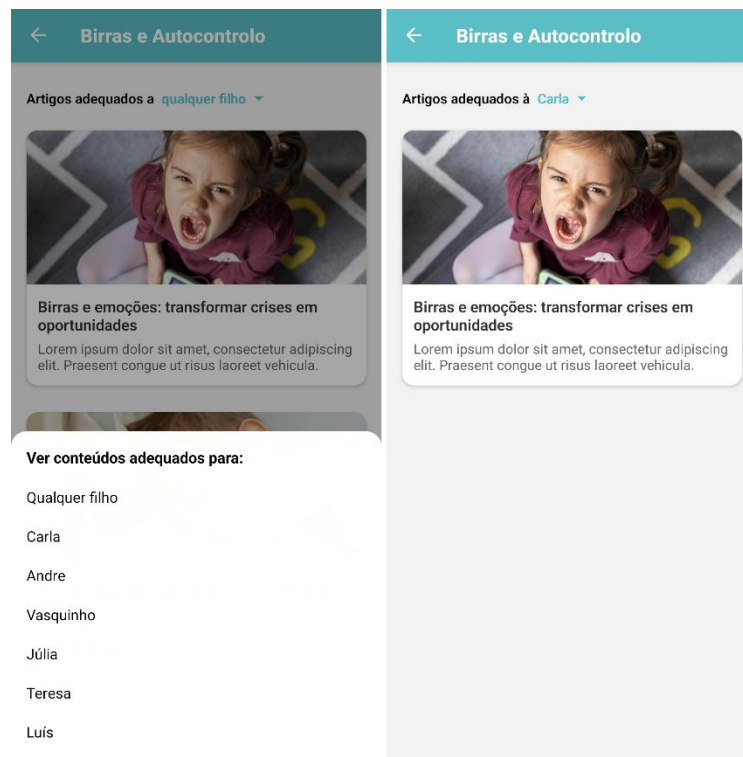 Birras e Autocontrolo
Artigos adequados a qualquer filho
Birras e emoções: transformar crises em
oportunidades
Lorem ipsum dolor sit amet, consectetur adipiscing
elit. Praesent congue ut risus laoreet vehicula.
Ver conteúdos adequados para:
Qualquer filho
Carla
Andre
Vasquinho
Júlia
Teresa
Luís
Birras e Autocontrolo
Artigos adequados à Carla
Birras e emoções: transformar crises em
oportunidades
Lorem ipsum dolor sit amet, consectetur adipiscing
elit. Praesent congue ut risus laoreet vehicula.